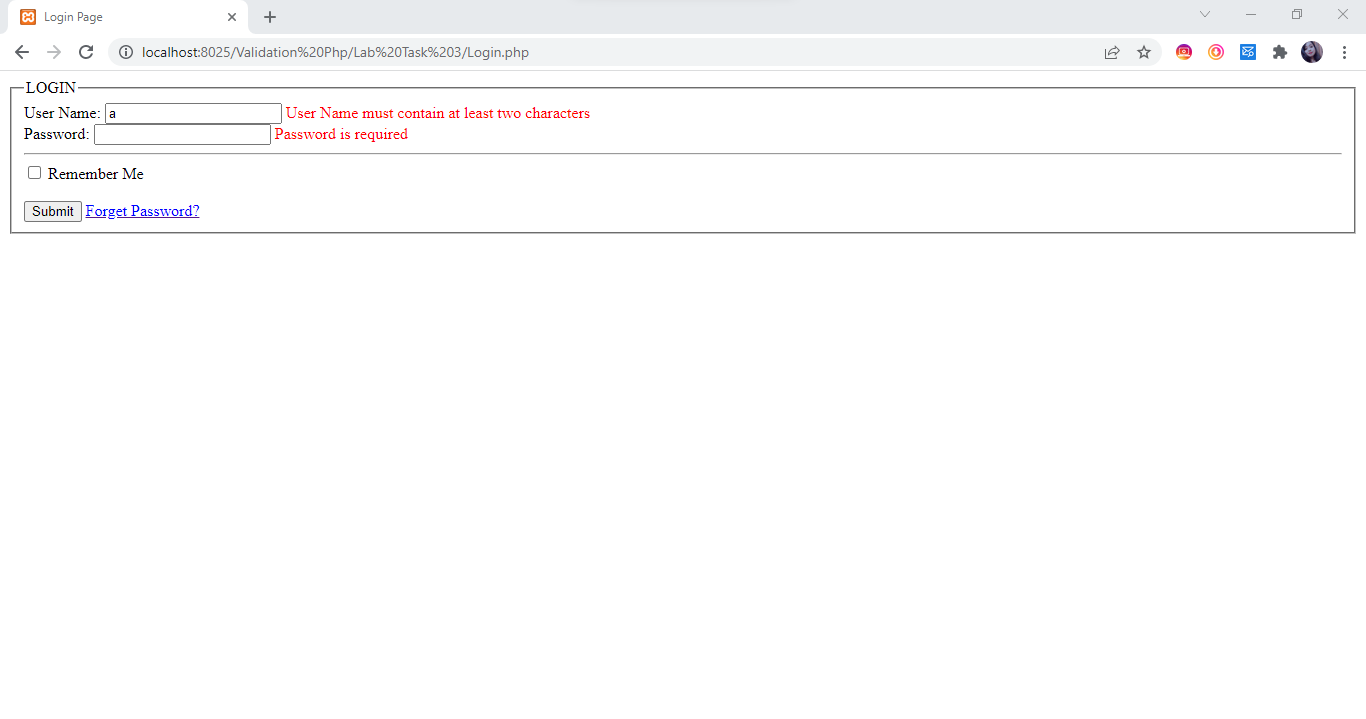 Login Page
localhost:8025/Validation%20Php/Lab%20Task%203/Login.php
LOGIN
User Name: a User Name must contain at least two characters
Password: Password is required
Remember Me
Submit Forget Password?